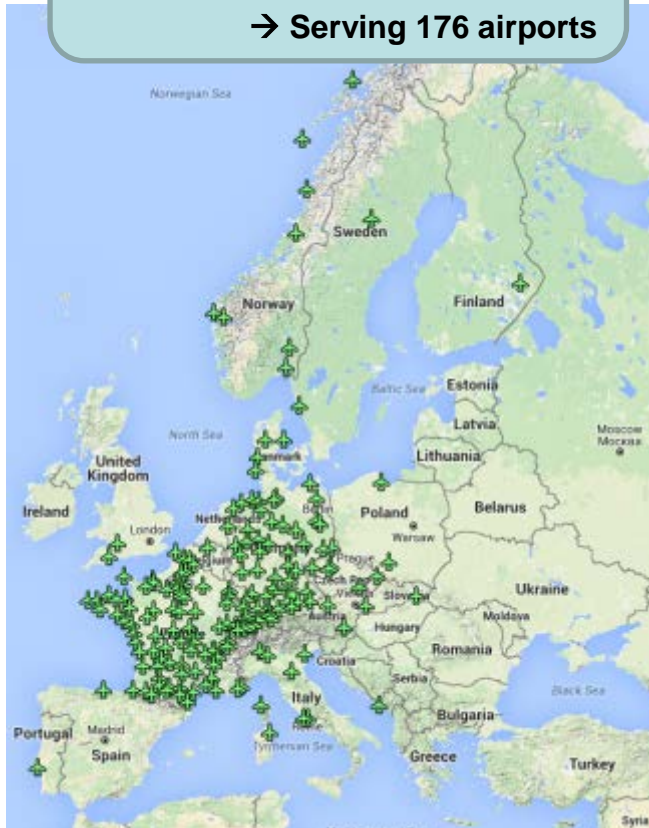 → Serving 176 airports
Norwegian Sea
Sweden
Norway
Finland
Baltic Sea
Estonia
North Sea
Latvia
Moscow
Москва
Lithuania
United
Kingdom
Ireland
Belarus
Poland
London
Warsaw
Prague
Ukraine
Austria
Moldova
Hungary
Romania
Croatia
Serbia
Italy
Black Sea
Bulgaria
Portugal
Madrid
Spain
Tyrrhenian Sea
Greece
Turkey
Syria